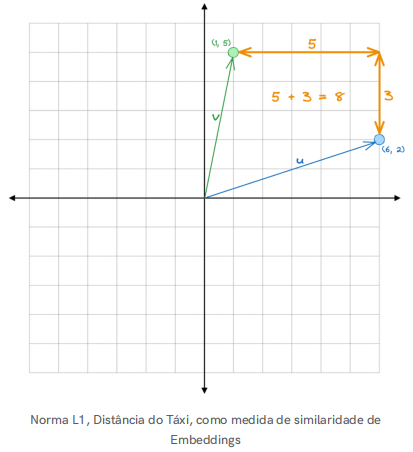 (1, 5)
5
5 + 3 = 8
3
v
(6, 2)
u
Norma L1, Distância do Táxi, como medida de similaridade de
Embeddings